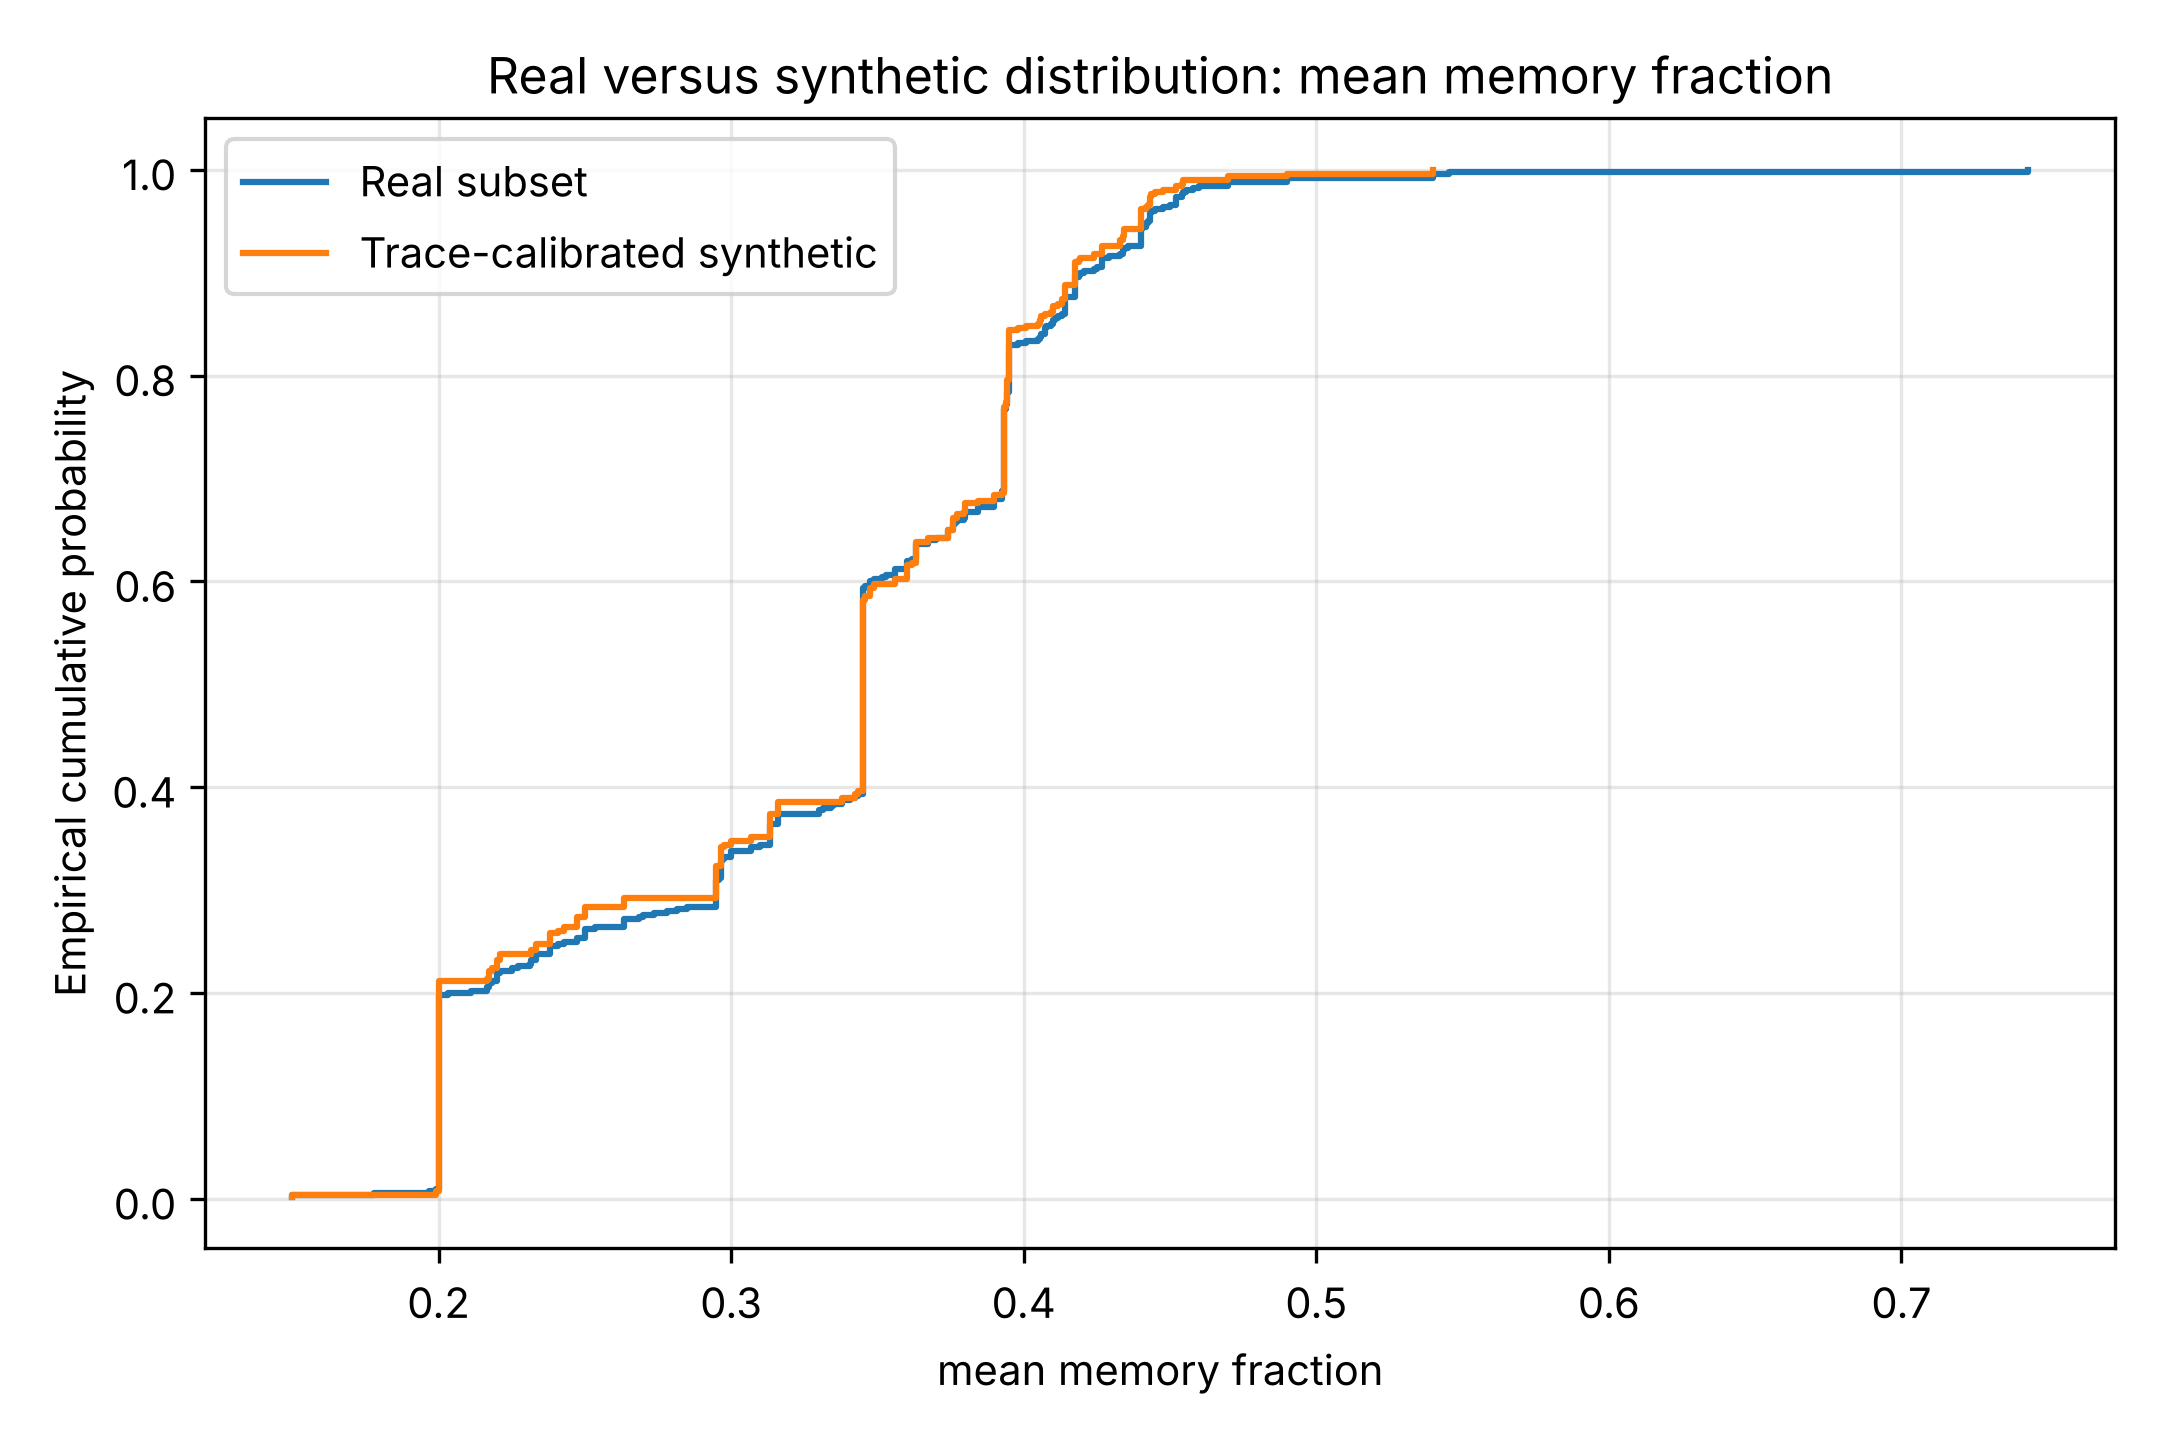 Real versus synthetic distribution: mean memory fraction
Real subset
Trace-calibrated synthetic
Empirical cumulative probability
1.0
0.8
0.6
0.4
0.2
0.0
0.2 0.3 0.4 0.5 0.6 0.7
mean memory fraction